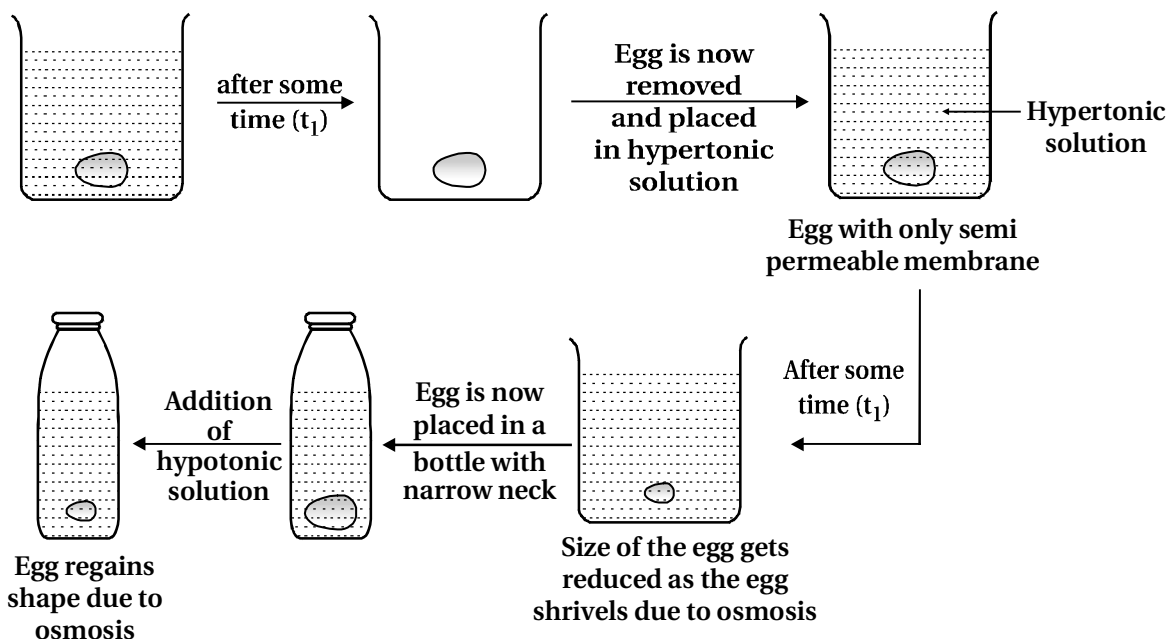 after some
time (t₁)
Egg is now
removed
and placed
in hypertonic
solution
Hypertonic
solution
Egg with only semi
permeable membrane
After some
time (t₁)
Size of the egg gets
reduced as the egg
shrivels due to osmosis
Egg is now
placed in a
bottle with
narrow neck
Addition
of
hypotonic
solution
Egg regains
shape due to
osmosis